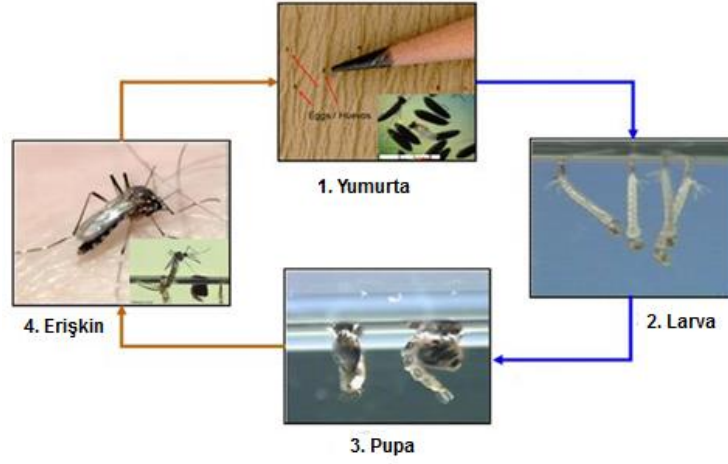 Eggs / Huevos
1. Yumurta
2. Larva
3. Pupa
4. Erişkin